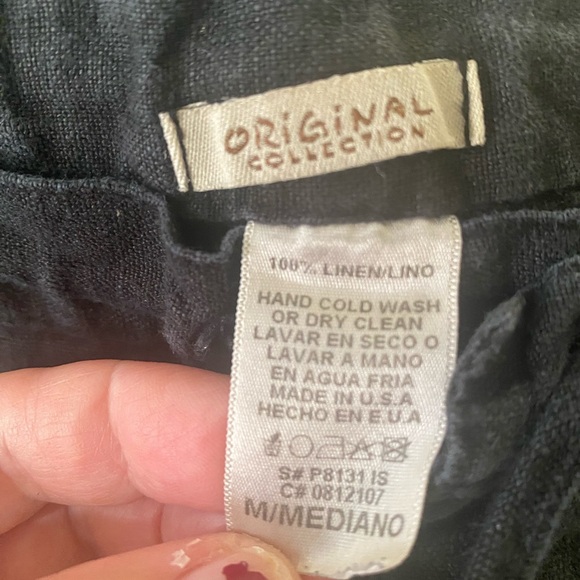 ORiGiNAL
COLLECTION
100% LINEN/LINO
HAND COLD WASH
OR DRY CLEAN
LAVAR EN SECO O
LAVAR A MANO
EN AGUA FRIA
MADE IN U.S.A
HECHO EN E.U.A
S# P8131 IS
C# 0812107
M/MEDIANO